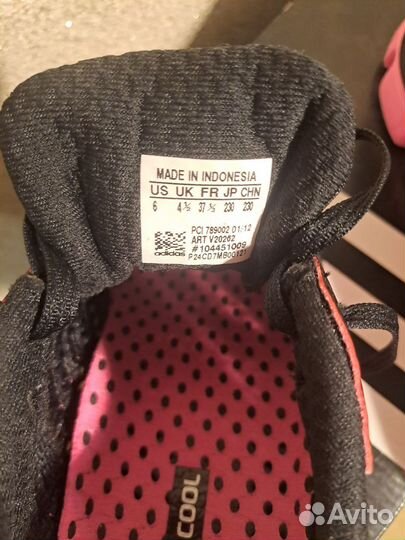 MADE IN INDONESIA
US UK FR JP CHN
6 4½ 37⅓ 230 230
PCI 789002 01/12
ART V20262
#104451009
P24CD7MB00121
adidas
COOL
Avito